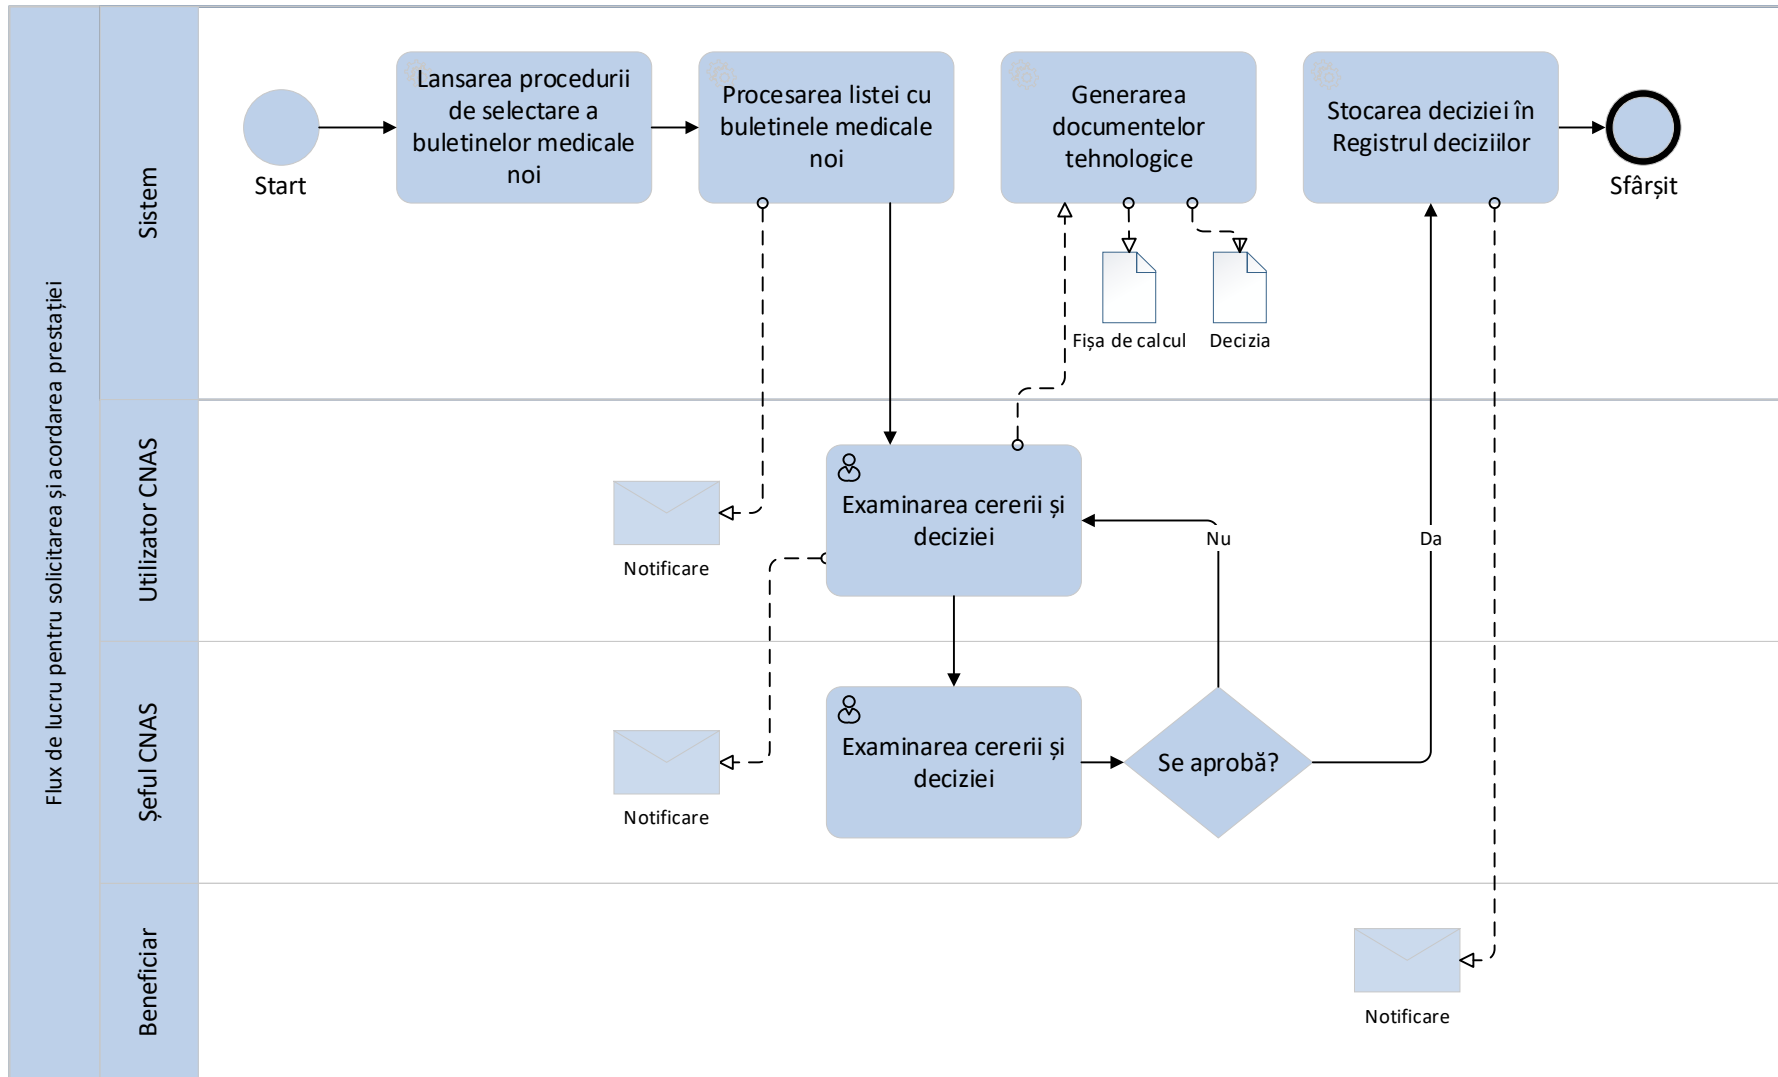 Flux de lucru pentru solicitarea și acordarea prestației
Sistem
Start
Lansarea procedurii
de selectare a
buletinelor medicale
noi
Procesarea listei cu
buletinele medicale
noi
Generarea
documentelor
tehnologice
Stocarea deciziei în
Registrul deciziilor
Sfârșit
Fișa de calcul
Decizia
Utilizator CNAS
Notificare
Examinarea cererii și
deciziei
Nu
Da
Șeful CNAS
Notificare
Examinarea cererii și
deciziei
Se aprobă?
Beneficiar
Notificare